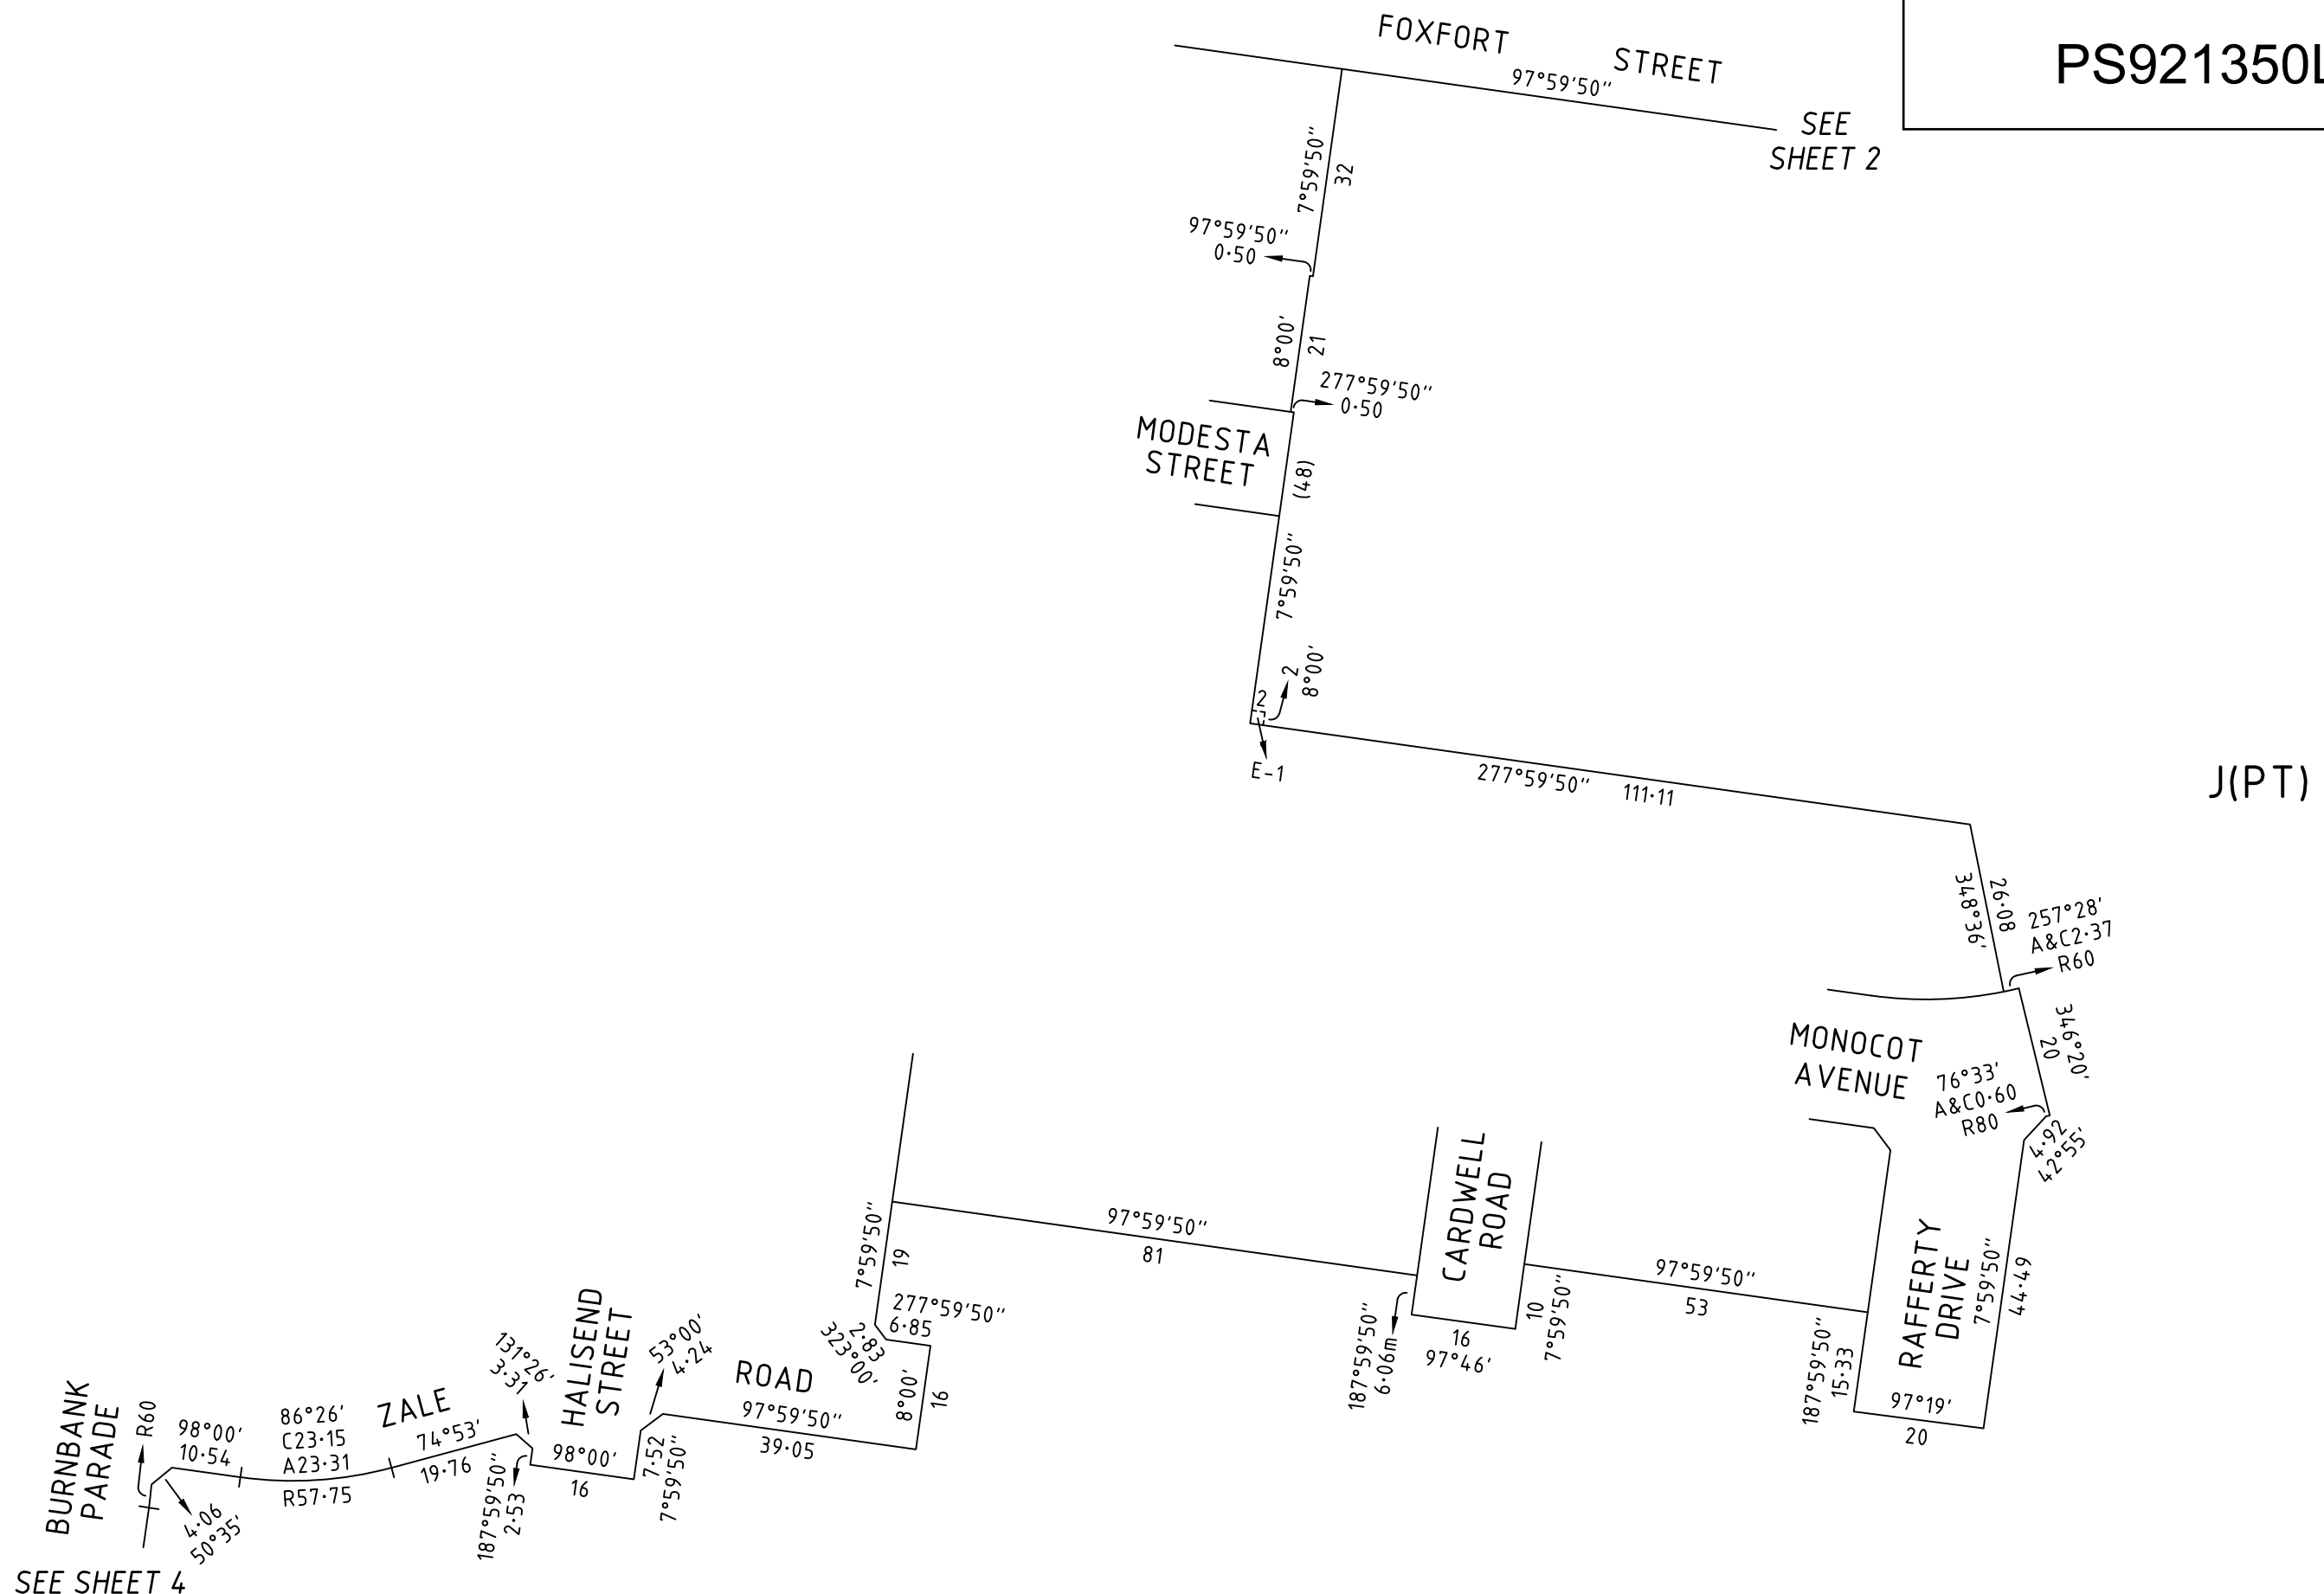 FOXFORT STREET
97°59'50''
SEE
SHEET 2
PS921350L
7°59'50''
32
97°59'50''
0·50
8°00'
21
277°59'50''
0·50
MODESTA
STREET
(48)
7°59'50''
2
2
8°00'
E-1
277°59'50'' 111·11
J(PT)
348°36'
26·08
257°28'
A&C2·37
R60
MONOCOT
AVENUE
346°20'
20
76°33'
A&C0·60
R80
4·92
42°55'
RAFFERTY
DRIVE
7°59'50''
44·49
187°59'50''
15·33
97°19'
20
97°59'50''
53
CARDWELL
ROAD
10
7°59'50''
187°59'50''
6·06m
16
97°46'
97°59'50''
81
7°59'50''
19
277°59'50''
6·85
2·83
323°00'
8°00'
16
ROAD
97°59'50''
39·05
53°00'
4·24
7·52
7°59'50''
HALISEND
STREET
98°00'
16
131°26'
3·31
187°59'50''
2·53
ZALE
74°53'
19·76
86°26'
C23·15
A23·31
R57·75
98°00'
10·54
R60
4·06
50°35'
BURNBANK
PARADE
SEE SHEET 4